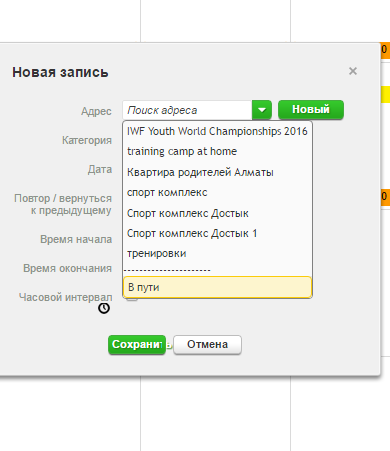 Новая запись
×
Адрес Поиск адреса Новый
Категория
Дата
Повтор / вернуться
к предыдущему
Время начала
Время окончания
Часовой интервал
IWF Youth World Championships 2016
training camp at home
Квартира родителей Алматы
спорт комплекс
Спорт комплекс Достык
Спорт комплекс Достык 1
тренировки
----------------------
В пути
Сохранить
Отмена
0
0